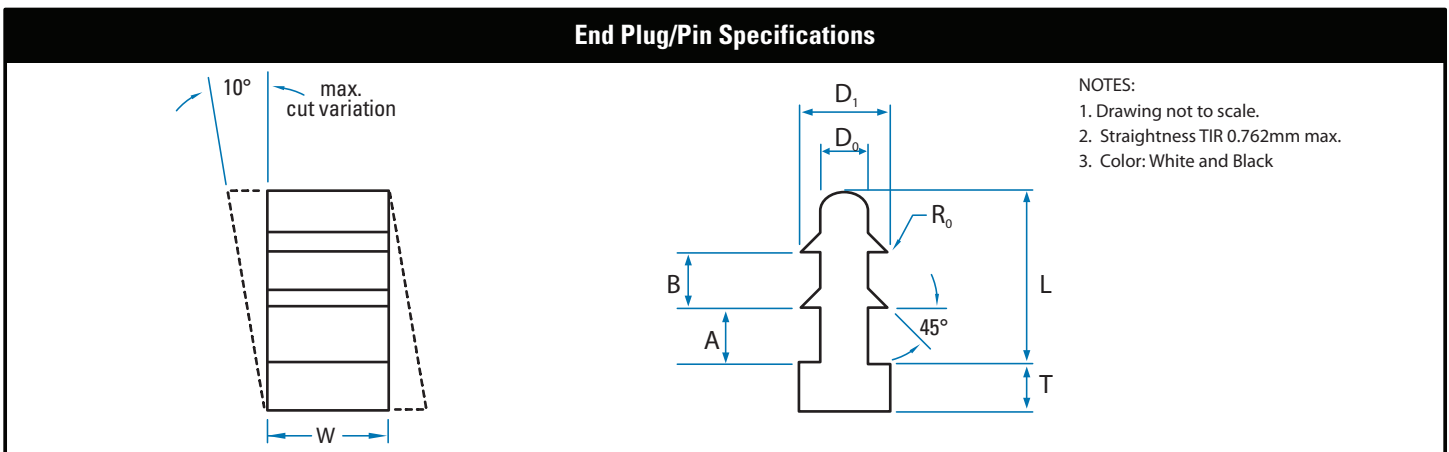 End Plug/Pin Specifications
10°
max.
cut variation
W
D₁
D₀
R₀
B
A
45°
L
T
NOTES:
1. Drawing not to scale.
2. Straightness TIR 0.762mm max.
3. Color: White and Black